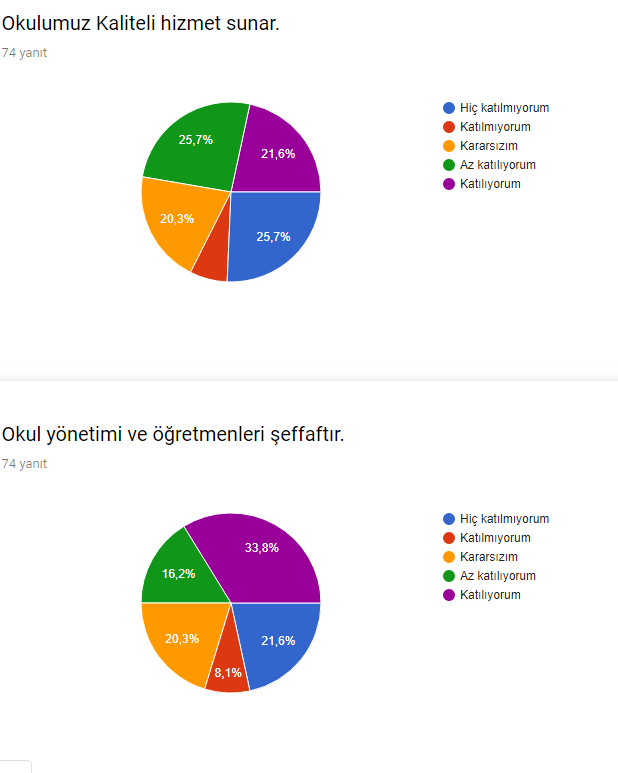 Okulumuz Kaliteli hizmet sunar.
74 yanıt
25,7%
21,6%
20,3%
25,7%
Hiç katılmıyorum
Katılmıyorum
Kararsızım
Az katılıyorum
Katılıyorum
Okul yönetimi ve öğretmenleri şeffaftır.
74 yanıt
33,8%
16,2%
20,3%
21,6%
8,1%
Hiç katılmıyorum
Katılmıyorum
Kararsızım
Az katılıyorum
Katılıyorum